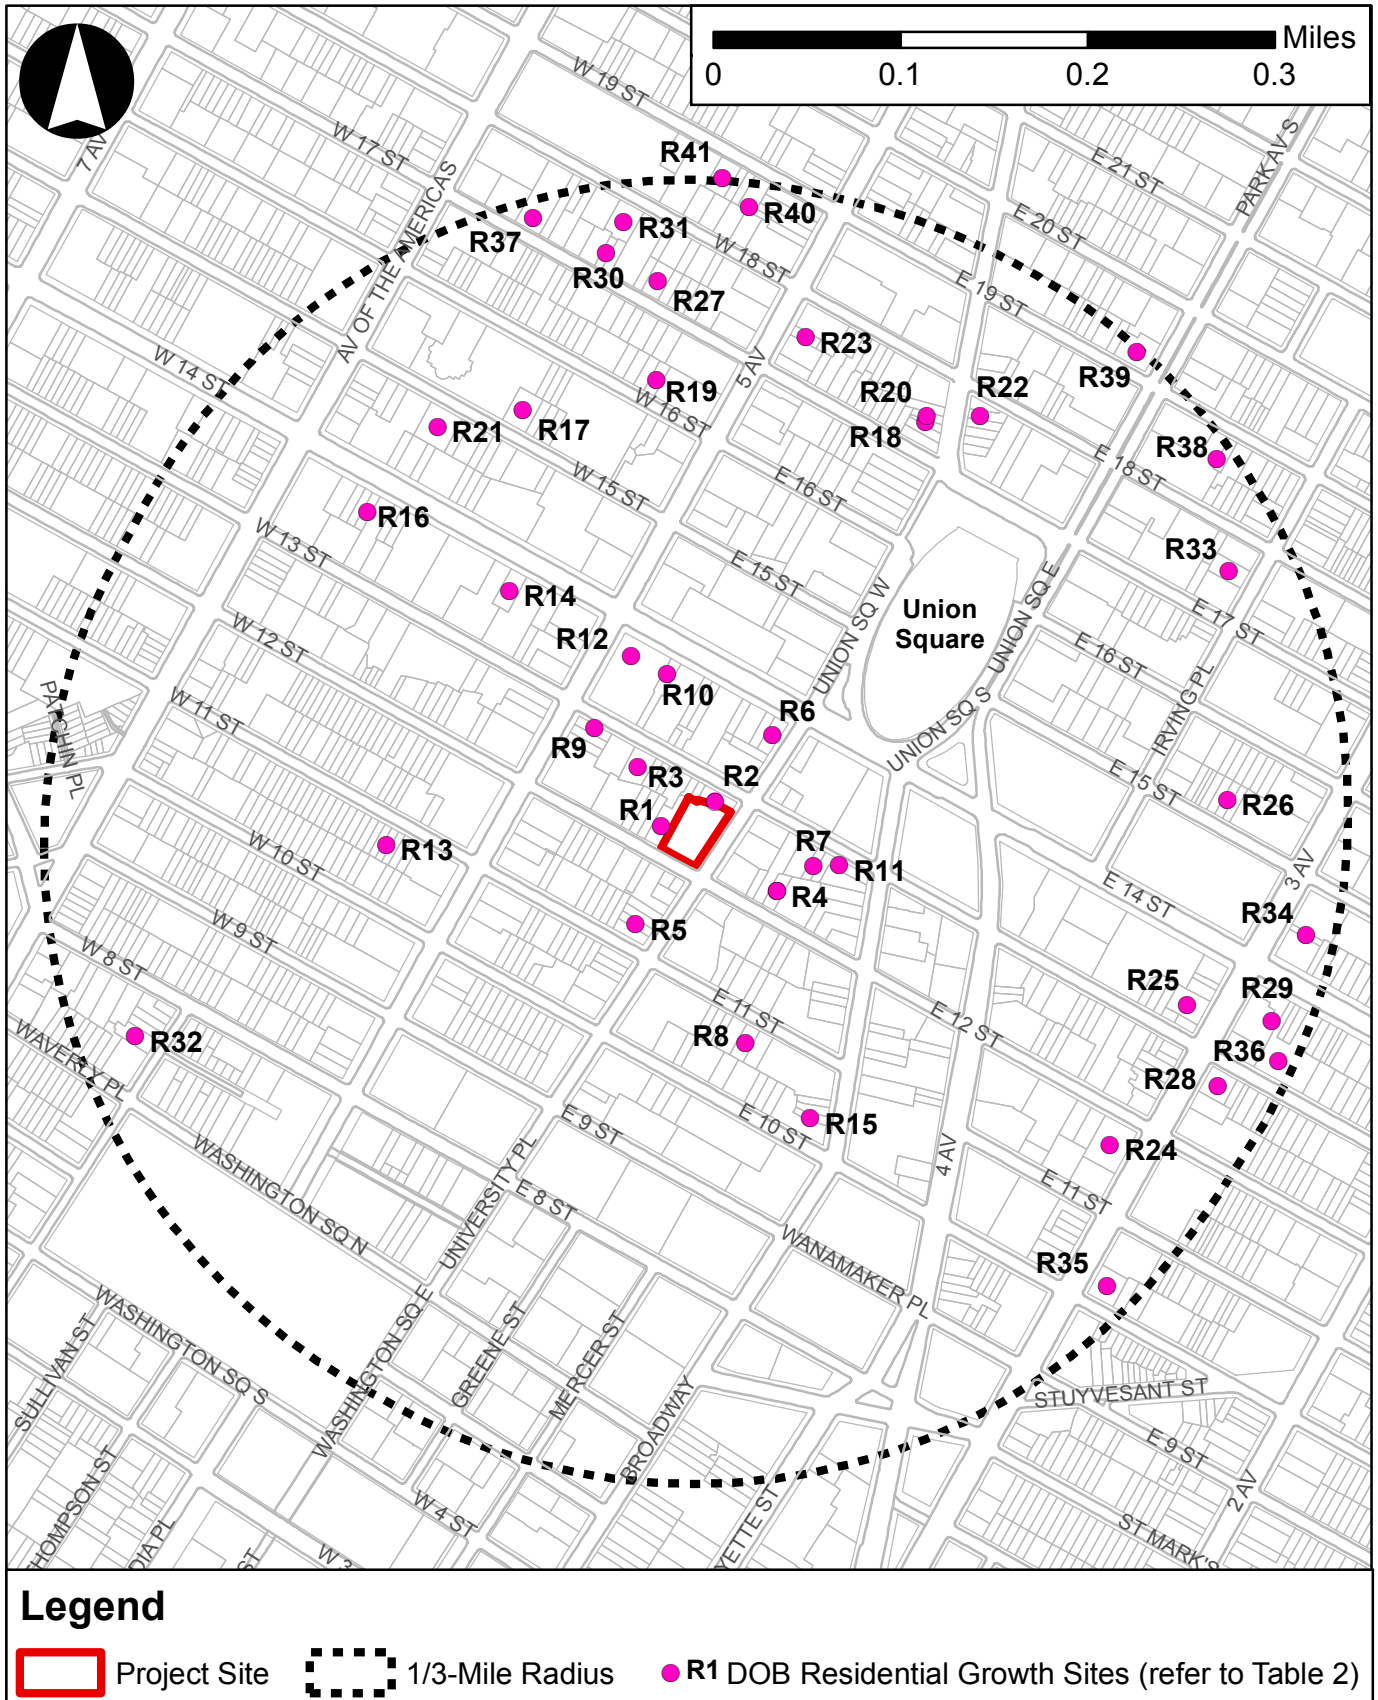 Miles
0 0.1 0.2 0.3
W 19 ST
W 17 ST
7 AV
E 21 ST
PARK AV S
R41
R40
E 20 ST
AV OF THE AMERICAS
R37
R31
W 18 ST
R30
R27
E 19 ST
R23
5 AV
W 14 ST
R39
R19
W 16 ST
R20
R22
R18
R21
R17
R38
E 18 ST
W 15 ST
E 16 ST
R16
W 13 ST
R33
E 15 ST
R14
UNION SQ W
Union
Square
UNION SQ E
E 17 ST
W 12 ST
R12
E 16 ST
R10
PATCHIN PL
W 11 ST
IRVING PL
R6
UNION SQ S
R9
R3
R2
E 15 ST
R26
R1
W 10 ST
R13
R7
R11
R4
3 AV
E 14 ST
W 9 ST
R5
R34
W 8 ST
R25
R29
E 11 ST
E 12 ST
WAVERLY PL
R32
R8
R36
R28
E 9 ST
E 10 ST
R15
4 AV
R24
WASHINGTON SQ N
UNIVERSITY PL
E 8 ST
E 11 ST
WANAMAKER PL
R35
WASHINGTON SQ E
WASHINGTON SQ S
SULLIVAN ST
GREENE ST
MERCER ST
STUYVESANT ST
BROADWAY
E 9 ST
THOMPSON ST
W 4 ST
2 AV
DIA PL
ST
W 3
YETTE ST
ST MARK'S
Legend
Project Site 1/3-Mile Radius R1 DOB Residential Growth Sites (refer to Table 2)